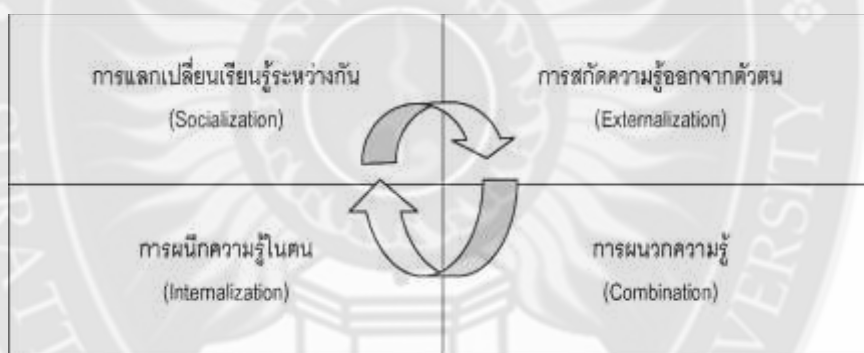 การแลกเปลี่ยนเรียนรู้ระหว่างกัน
(Socialization)
การสกัดความรู้ออกจากตัวตน
(Externalization)
การผนึกความรู้ในตน
(Internalization)
การผนวกความรู้
(Combination)